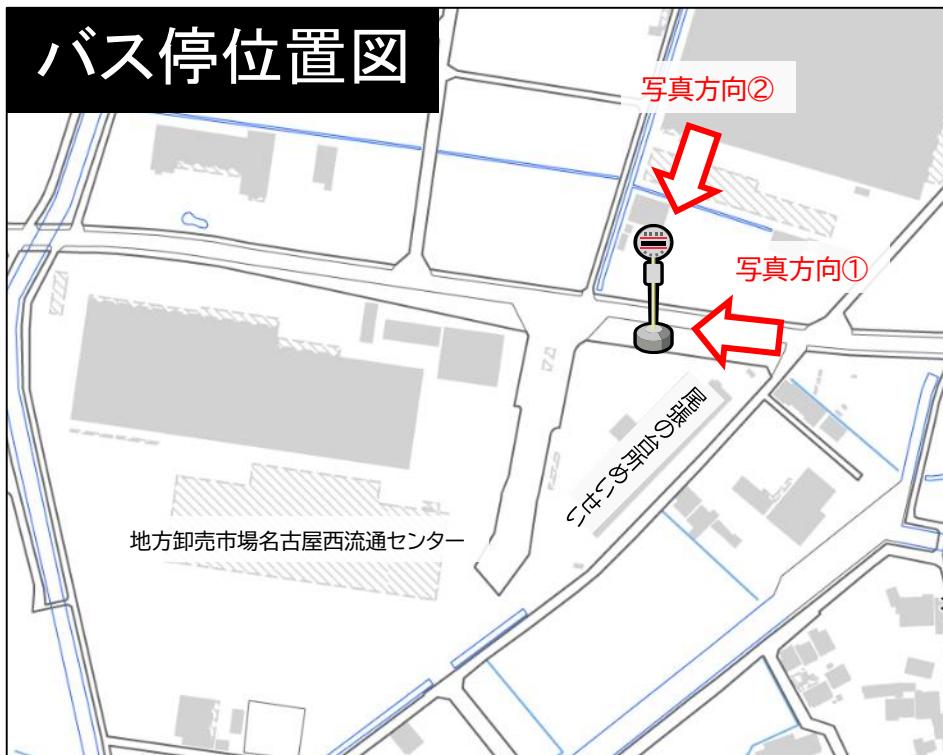 バス停位置図
写真方向②
写真方向①
尾張の台所めいせい
地方卸売市場名古屋西流通センター